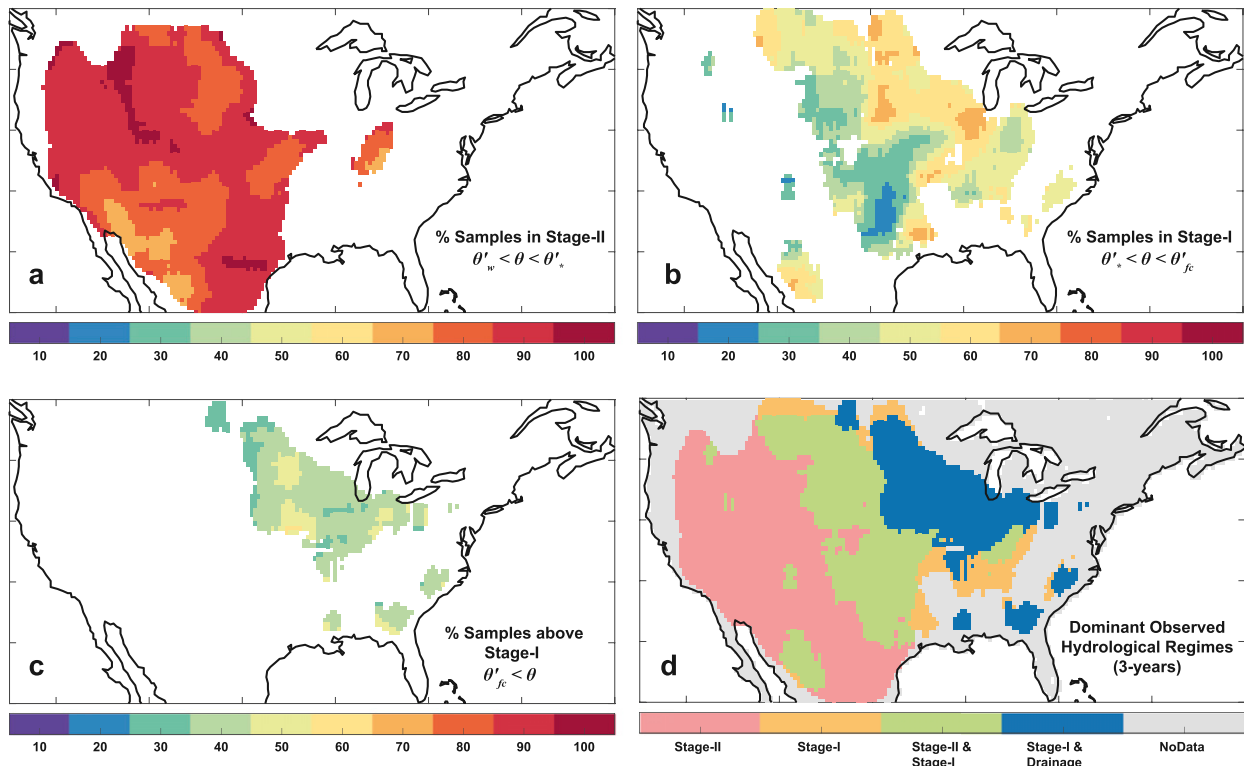 % Samples in Stage-II
θ′w < θ < θ′*
a
10 20 30 40 50 60 70 80 90 100
% Samples in Stage-I
θ′* < θ < θ′fc
b
10 20 30 40 50 60 70 80 90 100
% Samples above
Stage-I
θ′fc < θ
c
10 20 30 40 50 60 70 80 90 100
Dominant Observed
Hydrological Regimes
(3-years)
d
Stage-II Stage-I Stage-II & Stage-I & NoData
Stage-I Drainage